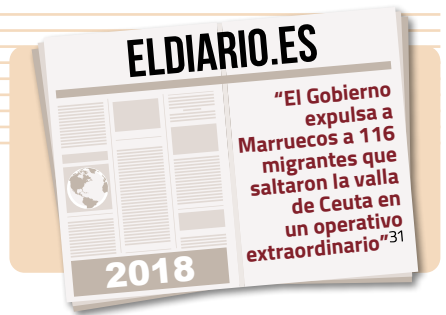 ELDIARIO.ES
“El Gobierno
expulsa a
Marruecos a 116
migrantes que
saltaron la valla
de Ceuta en
un operativo
extraordinario”31
2018